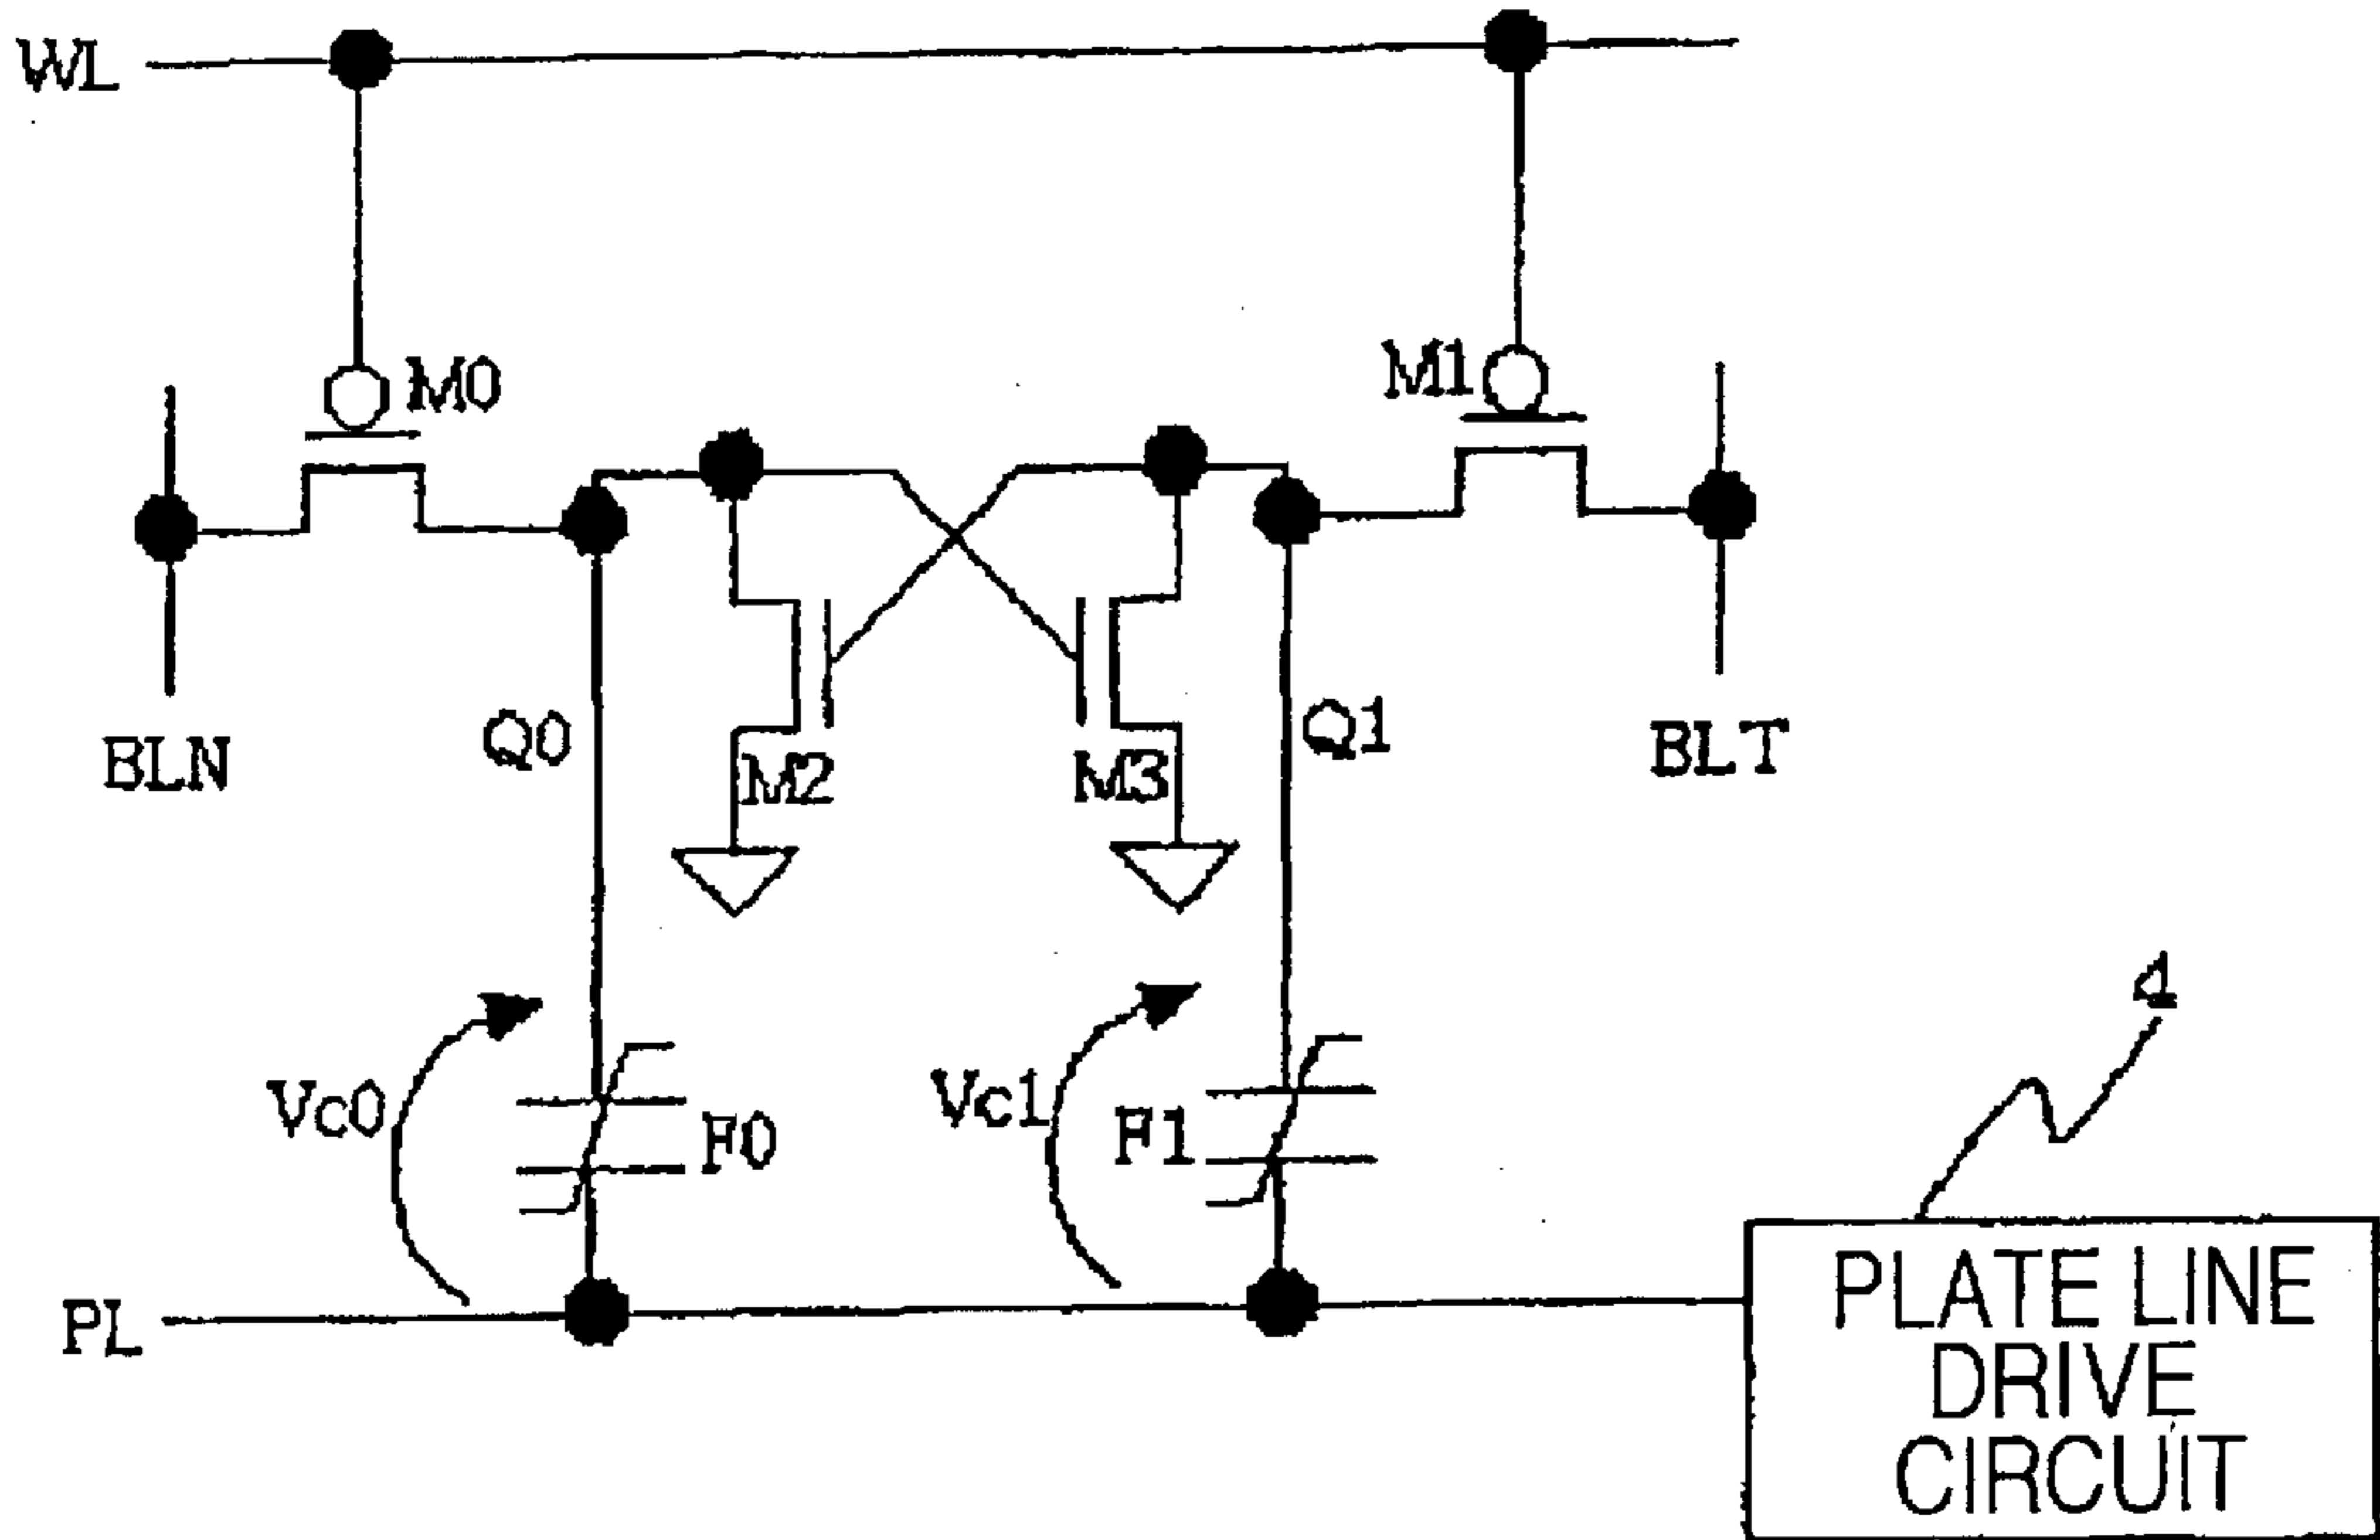 WL
M0
M1
BLN
Q0
M2
M3
Q1
BLT
4
Vc0
F0
Vc1
F1
PL
PLATE LINE
DRIVE
CIRCUIT